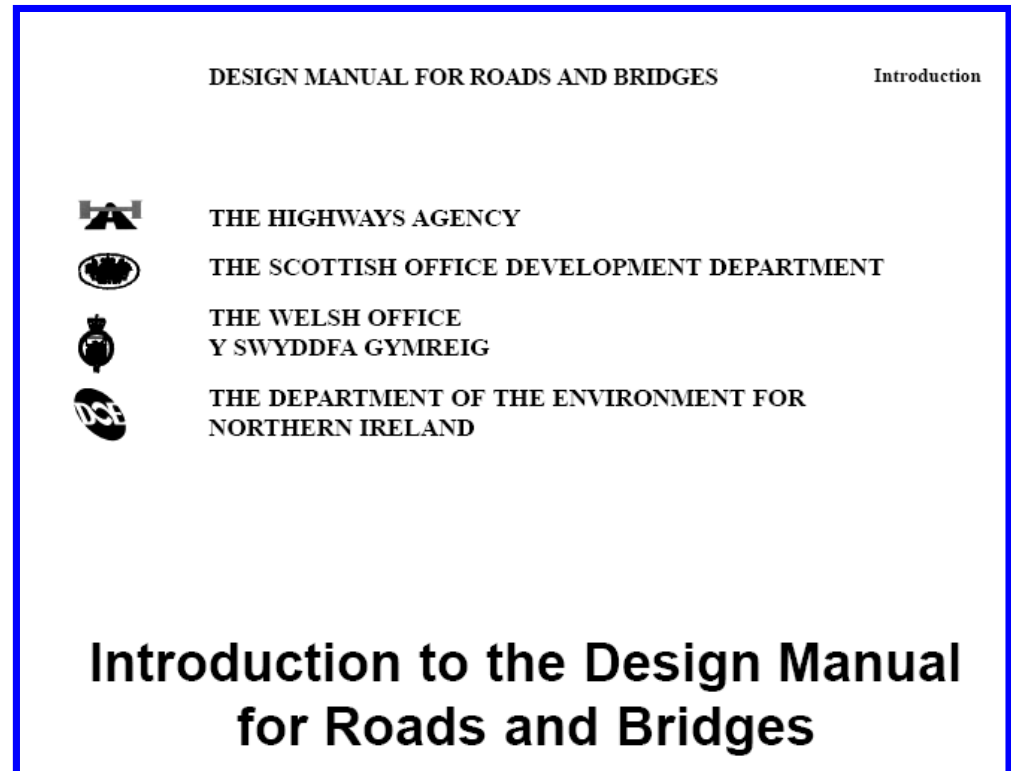 DESIGN MANUAL FOR ROADS AND BRIDGES
Introduction
THE HIGHWAYS AGENCY
THE SCOTTISH OFFICE DEVELOPMENT DEPARTMENT
THE WELSH OFFICE
Y SWYDDFA GYMREIG
DOE
THE DEPARTMENT OF THE ENVIRONMENT FOR
NORTHERN IRELAND
Introduction to the Design Manual
for Roads and Bridges